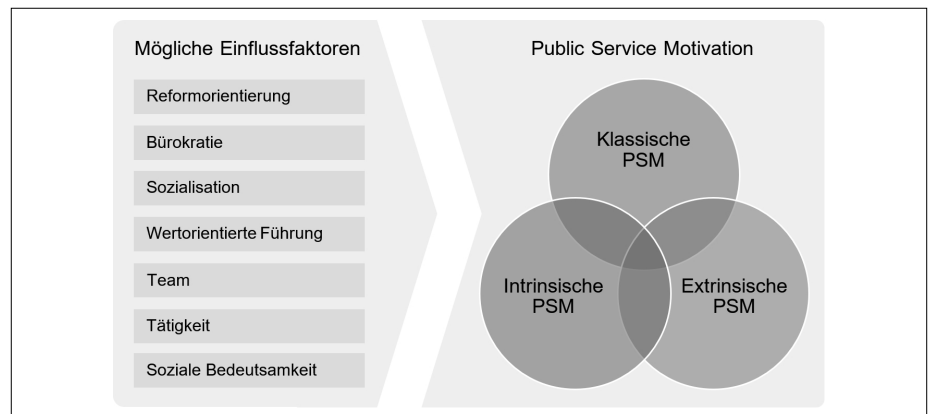 Mögliche Einflussfaktoren
Reformorientierung
Bürokratie
Sozialisation
Wertorientierte Führung
Team
Tätigkeit
Soziale Bedeutsamkeit
Public Service Motivation
Klassische
PSM
Intrinsische
PSM
Extrinsische
PSM